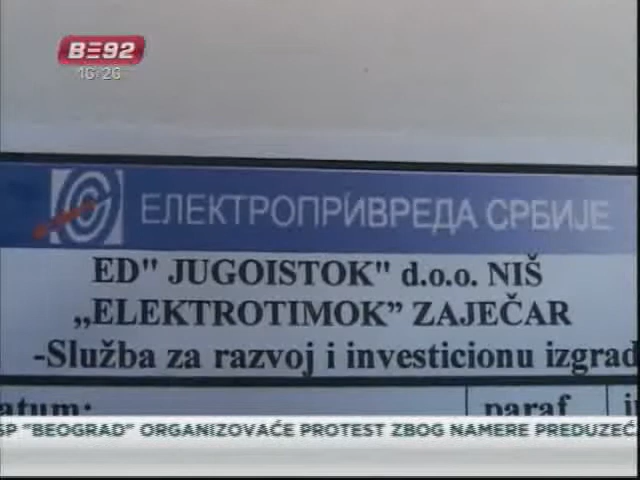 B92
16:26
ЕЛЕКТРОПРИВРЕДА СРБИЈЕ
ED" JUGOISTOK" d.o.o. NIŠ
„ELEKTROTIMOK” ZAJEČAR
-Služba za razvoj i investicionu izgrad
atum:
paraf
SP "BEOGRAD" ORGANIZOVAĆE PROTEST ZBOG NAMERE PREDUZEĆ